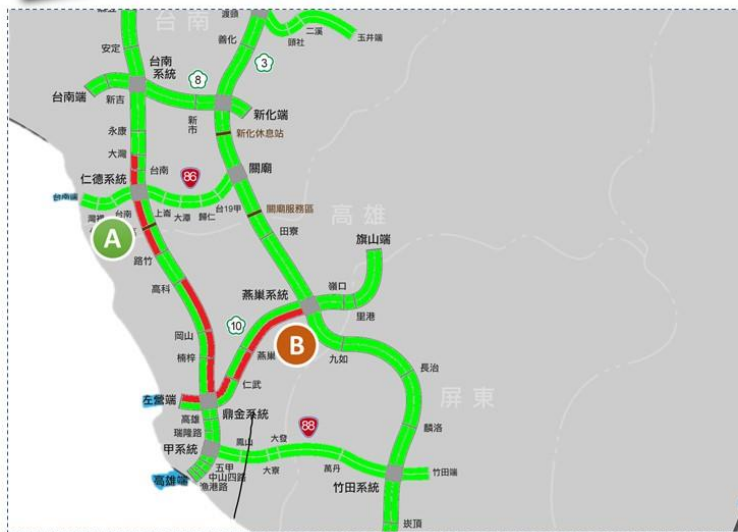 台南
渡頭
二溪
善化
頭社
玉井端
安定
3
台南
系統
8
台南端
新吉
新市
新化端
永康
新化休息站
大灣
台南
86
關廟
仁德系統
台南端
上崙
大潭
歸仁
台19甲
關廟服務區
高雄
台南
A
田寮
旗山端
路竹
高科
燕巢系統
嶺口
里港
10
岡山
B
燕巢
九如
楠梓
長治
仁武
屏東
左營端
鼎金系統
高雄
88
瑞隆路
鳳山
大發
麟洛
甲系統
五甲
大寮
萬丹
竹田端
中山四路
高雄端
漁港路
竹田系統
崁頂